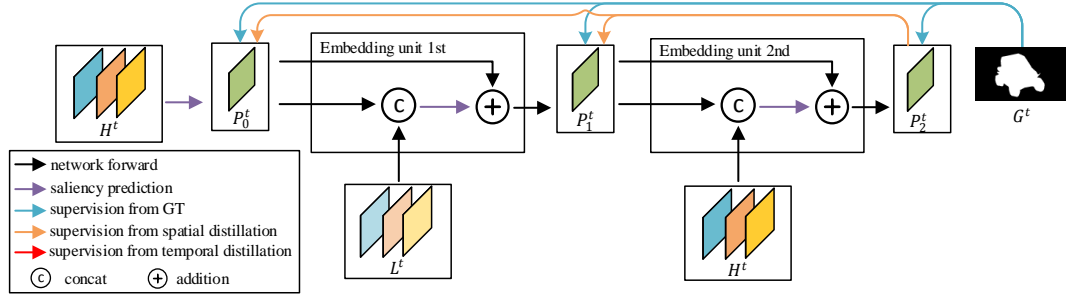 Embedding unit 1st
Embedding unit 2nd
H^t
P_0^t
C
+
P_1^t
C
+
P_2^t
G^t
network forward
saliency prediction
supervision from GT
supervision from spatial distillation
supervision from temporal distillation
C concat + addition
L^t
H^t